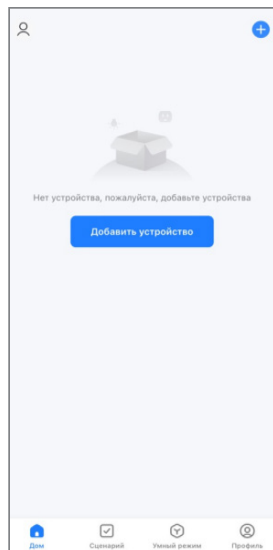 Нет устройства, пожалуйста, добавьте устройства
Добавить устройство
Дом Сценарий Умный режим Профиль